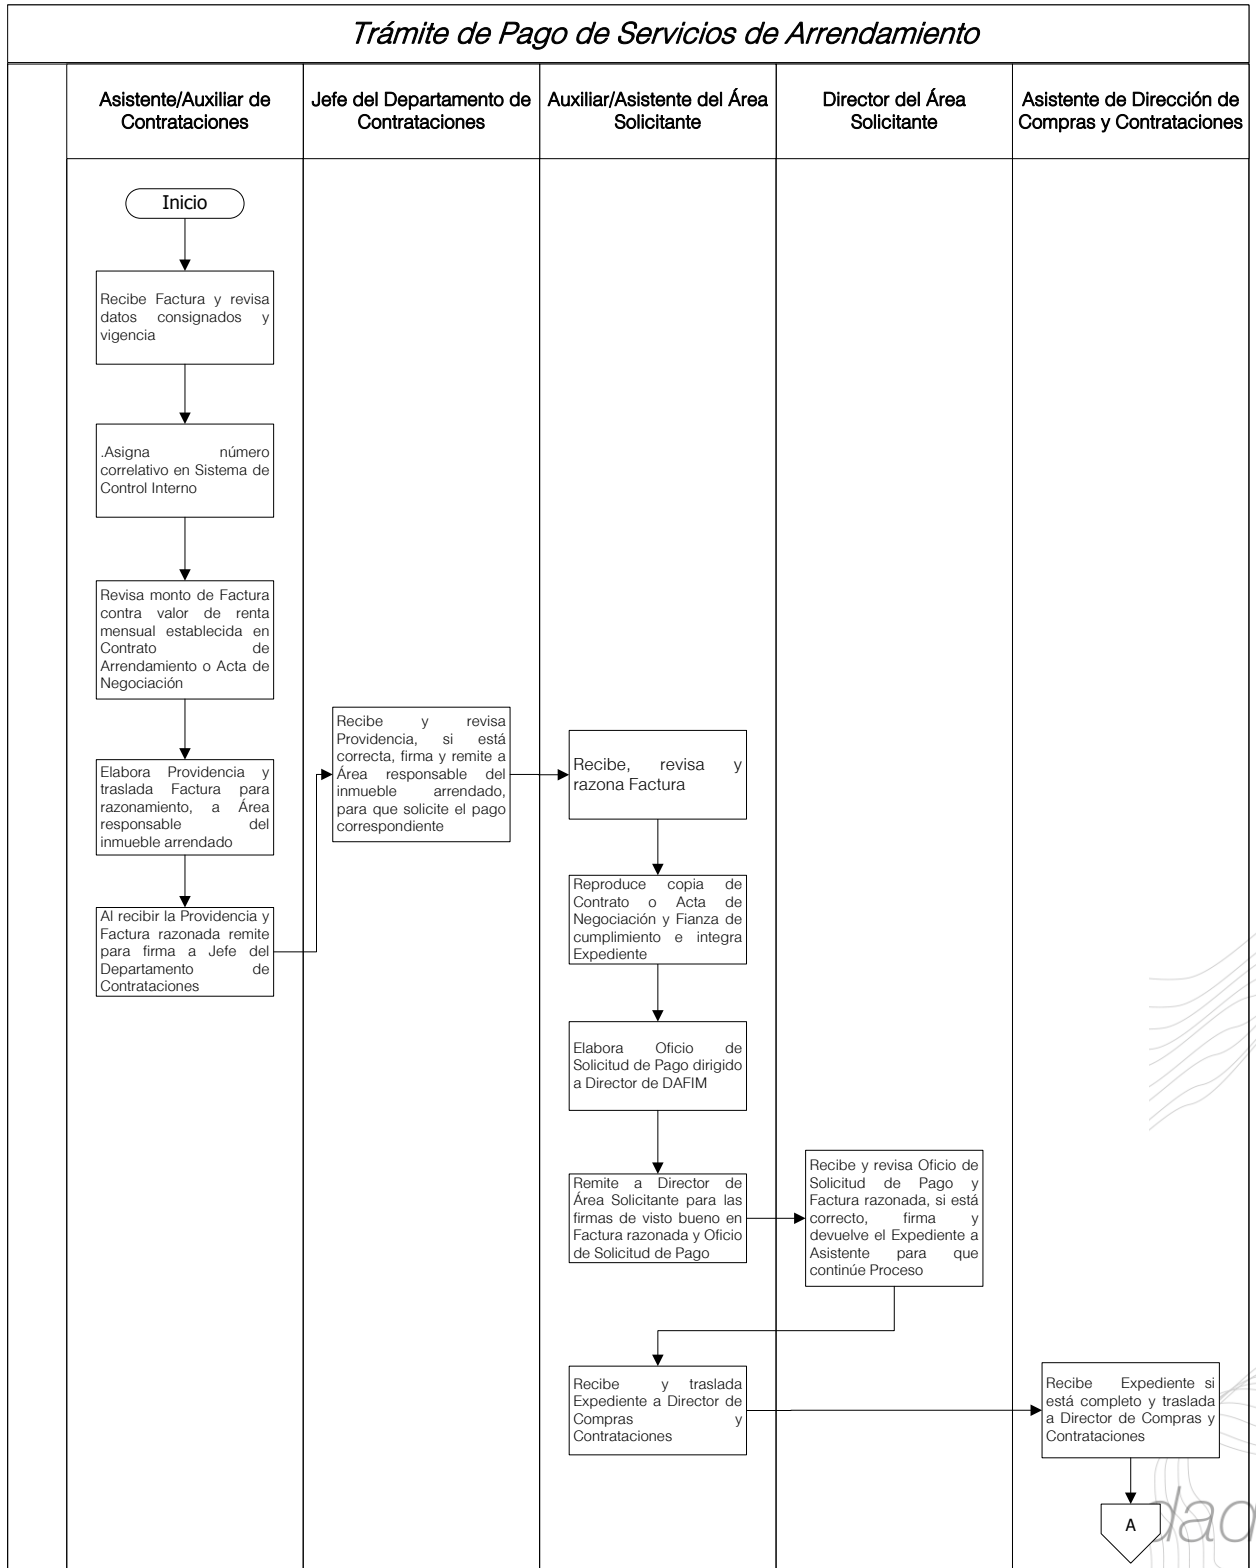 Trámite de Pago de Servicios de Arrendamiento
Asistente/Auxiliar de
Contrataciones
Jefe del Departamento de
Contrataciones
Auxiliar/Asistente del Área
Solicitante
Director del Área
Solicitante
Asistente de Dirección de
Compras y Contrataciones
Inicio
Recibe Factura y revisa
datos consignados y
vigencia
.Asigna número
correlativo en Sistema de
Control Interno
Revisa monto de Factura
contra valor de renta
mensual establecida en
Contrato de
Arrendamiento o Acta de
Negociación
Elabora Providencia y
traslada Factura para
razonamiento, a Área
responsable del
inmueble arrendado
Al recibir la Providencia y
Factura razonada remite
para firma a Jefe del
Departamento de
Contrataciones
Recibe y revisa
Providencia, si está
correcta, firma y remite a
Área responsable del
inmueble arrendado,
para que solicite el pago
correspondiente
Recibe, revisa y
razona Factura
Reproduce copia de
Contrato o Acta de
Negociación y Fianza de
cumplimiento e integra
Expediente
Elabora Oficio de
Solicitud de Pago dirigido
a Director de DAFIM
Remite a Director de
Área Solicitante para las
firmas de visto bueno en
Factura razonada y Oficio
de Solicitud de Pago
Recibe y revisa Oficio de
Solicitud de Pago y
Factura razonada, si está
correcto, firma y
devuelve el Expediente a
Asistente para que
continúe Proceso
Recibe y traslada
Expediente a Director de
Compras y
Contrataciones
Recibe Expediente si
está completo y traslada
a Director de Compras y
Contrataciones
A